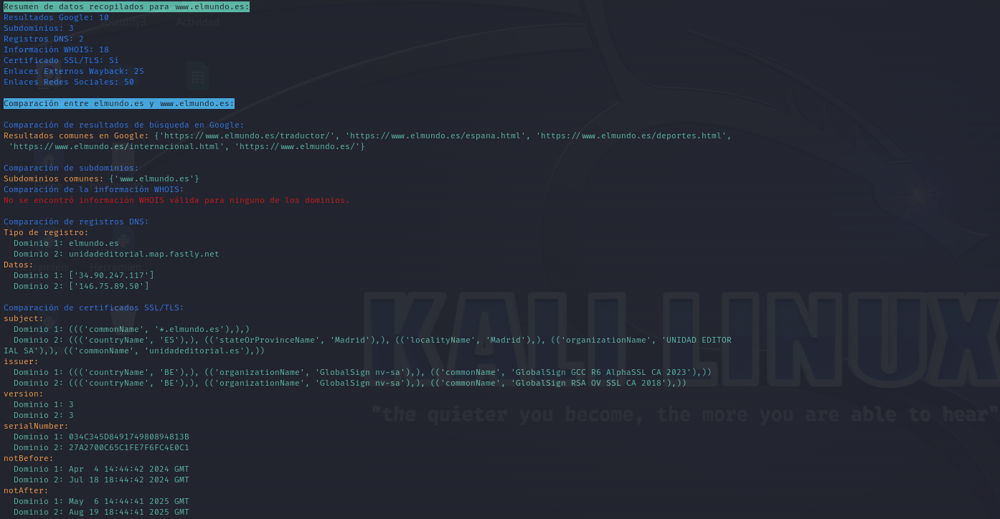 Resumen de datos recopilados para www.elmundo.es:
Resultados Google: 10
Subdominios: 3
Registros DNS: 2
Información WHOIS: 18
Certificado SSL/TLS: Sí
Enlaces Externos Wayback: 25
Enlaces Redes Sociales: 50
Comparación entre elmundo.es y www.elmundo.es:
Comparación de resultados de búsqueda en Google:
Resultados comunes en Google: {'https://www.elmundo.es/traductor/', 'https://www.elmundo.es/espana.html', 'https://www.elmundo.es/deportes.html',
'https://www.elmundo.es/internacional.html', 'https://www.elmundo.es/'}
Comparación de subdominios:
Subdominios comunes: {'www.elmundo.es'}
Comparación de la información WHOIS:
No se encontró información WHOIS válida para ninguno de los dominios.
Comparación de registros DNS:
Tipo de registro:
Dominio 1: elmundo.es
Dominio 2: unidadeditorial.map.fastly.net
Datos:
Dominio 1: ['34.90.247.117']
Dominio 2: ['146.75.89.50']
Comparación de certificados SSL/TLS:
subject:
Dominio 1: ((('commonName', '*.elmundo.es'),),)
Dominio 2: ((('countryName', 'ES'),), (('stateOrProvinceName', 'Madrid'),), (('localityName', 'Madrid'),), (('organizationName', 'UNIDAD EDITOR
IAL SA'),), (('commonName', 'unidadeditorial.es'),))
issuer:
Dominio 1: ((('countryName', 'BE'),), (('organizationName', 'GlobalSign nv-sa'),), (('commonName', 'GlobalSign GCC R6 AlphaSSL CA 2023'),))
Dominio 2: ((('countryName', 'BE'),), (('organizationName', 'GlobalSign nv-sa'),), (('commonName', 'GlobalSign RSA OV SSL CA 2018'),))
version:
Dominio 1: 3
Dominio 2: 3
serialNumber:
Dominio 1: 034C345D849174980894813B
Dominio 2: 27A2700C65C1FE7F6FC4E0C1
notBefore:
Dominio 1: Apr  4 14:44:42 2024 GMT
Dominio 2: Jul 18 18:44:42 2024 GMT
notAfter:
Dominio 1: May  6 14:44:41 2025 GMT
Dominio 2: Aug 19 18:44:41 2025 GMT
Actividad
KALI LINUX
"the quieter you become, the more you are able to hear"